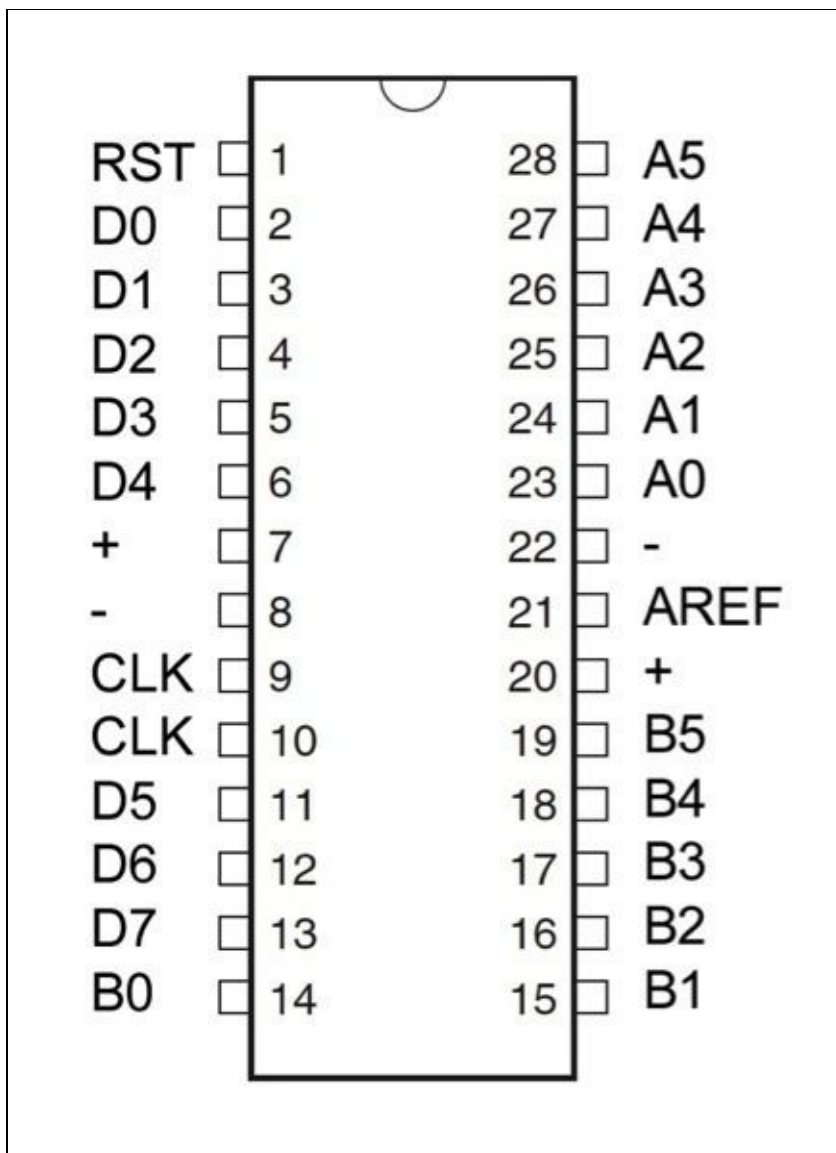 RST 1 28 A5
D0 2 27 A4
D1 3 26 A3
D2 4 25 A2
D3 5 24 A1
D4 6 23 A0
+ 7 22 -
- 8 21 AREF
CLK 9 20 +
CLK 10 19 B5
D5 11 18 B4
D6 12 17 B3
D7 13 16 B2
B0 14 15 B1